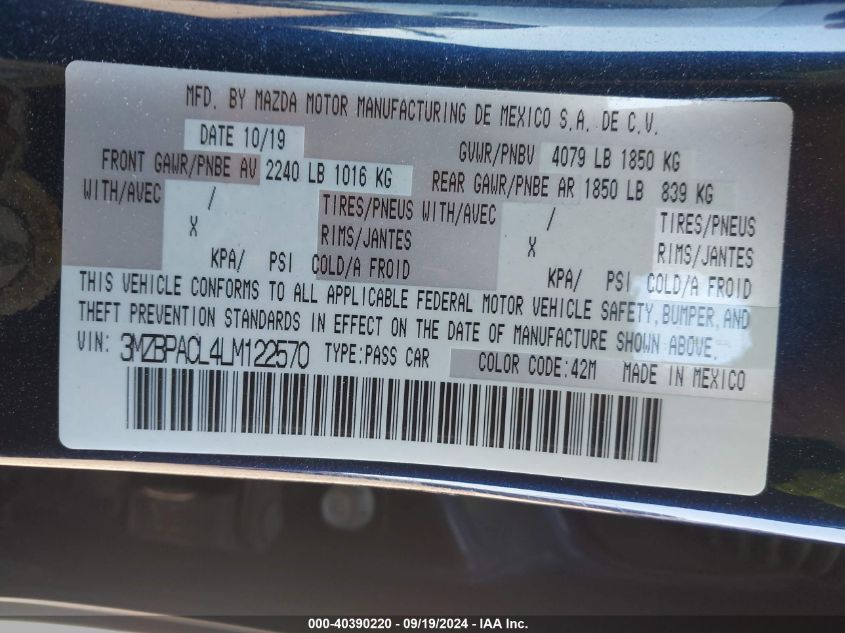 MFD. BY MAZDA MOTOR MANUFACTURING DE MEXICO S.A. DE C.V.
DATE 10/19 GVWR/PNBV 4079 LB 1850 KG
FRONT GAWR/PNBE AV 2240 LB 1016 KG REAR GAWR/PNBE AR 1850 LB 839 KG
WITH/AVEC / TIRES/PNEUS WITH/AVEC / TIRES/PNEUS
X RIMS/JANTES X RIMS/JANTES
KPA/ PSI COLD/A FROID KPA/ PSI COLD/A FROID
THIS VEHICLE CONFORMS TO ALL APPLICABLE FEDERAL MOTOR VEHICLE SAFETY, BUMPER, AND
THEFT PREVENTION STANDARDS IN EFFECT ON THE DATE OF MANUFACTURE SHOWN ABOVE.
VIN: 3MZBPACL4LM122570 TYPE:PASS CAR COLOR CODE:42M MADE IN MEXICO
000-40390220 - 09/19/2024 - IAA Inc.